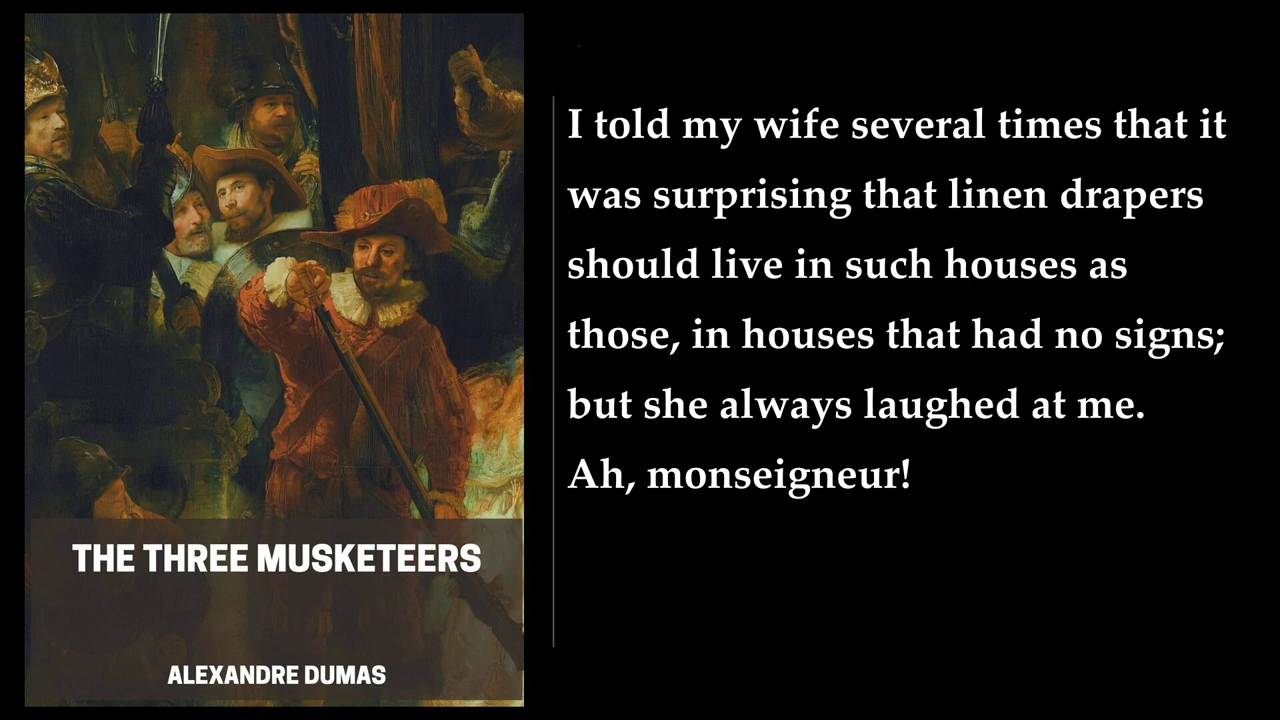 THE THREE MUSKETEERS
ALEXANDRE DUMAS
I told my wife several times that it
was surprising that linen drapers
should live in such houses as
those, in houses that had no signs;
but she always laughed at me.
Ah, monseigneur!